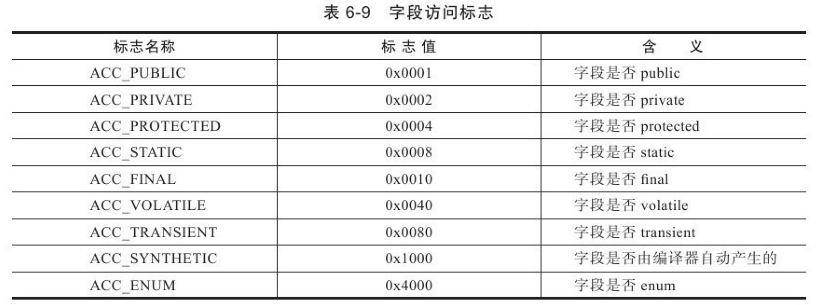 表 6-9 字段访问标志
标志名称 标 志 值 含 义
ACC_PUBLIC 0x0001 字段是否 public
ACC_PRIVATE 0x0002 字段是否 private
ACC_PROTECTED 0x0004 字段是否 protected
ACC_STATIC 0x0008 字段是否 static
ACC_FINAL 0x0010 字段是否 final
ACC_VOLATILE 0x0040 字段是否 volatile
ACC_TRANSIENT 0x0080 字段是否 transient
ACC_SYNTHETIC 0x1000 字段是否由编译器自动产生的
ACC_ENUM 0x4000 字段是否 enum